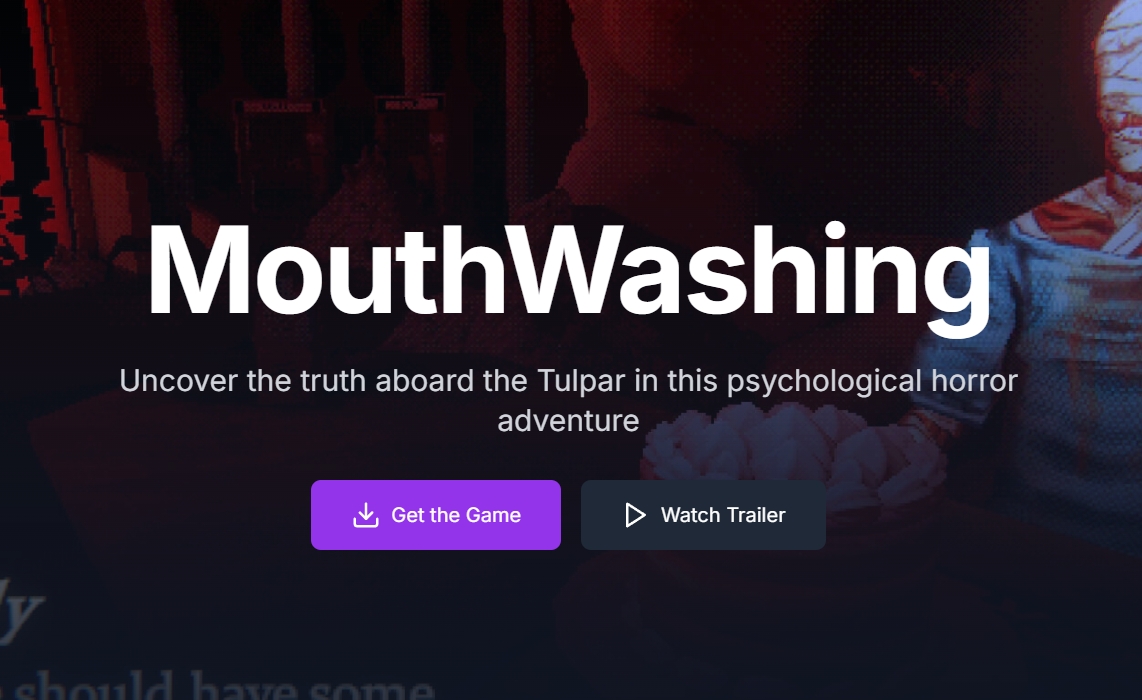 MouthWashing
Uncover the truth aboard the Tulpar in this psychological horror
adventure
Get the Game
Watch Trailer
should have some